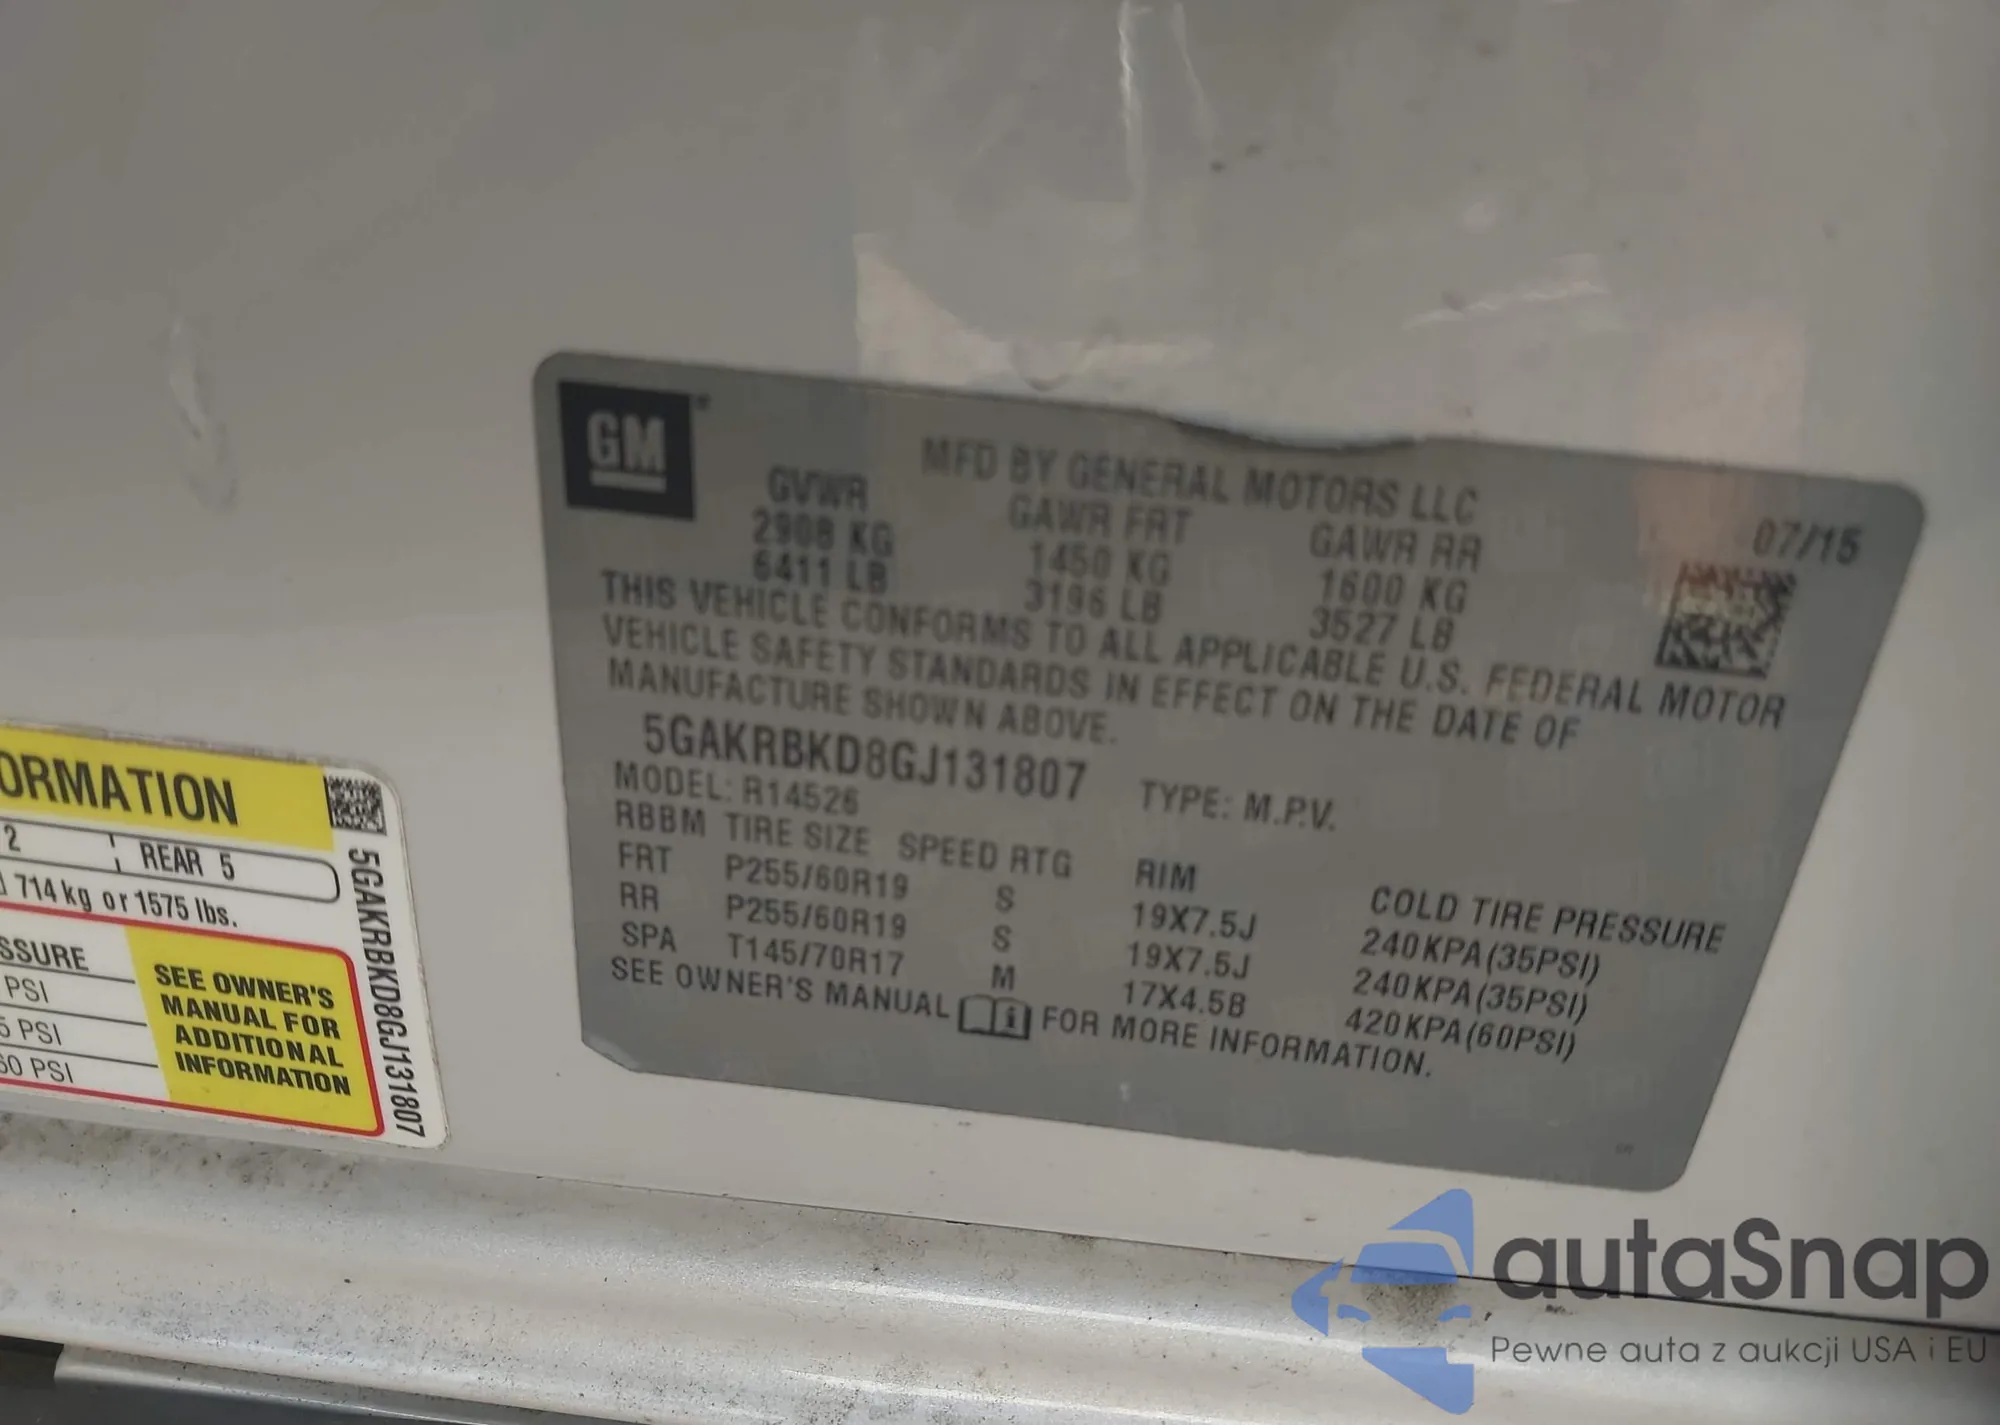 GM
MFD BY GENERAL MOTORS LLC
07/15
GVWR GAWR FRT GAWR RR
2908 KG 1450 KG 1600 KG
6411 LB 3196 LB 3527 LB
THIS VEHICLE CONFORMS TO ALL APPLICABLE U.S. FEDERAL MOTOR
VEHICLE SAFETY STANDARDS IN EFFECT ON THE DATE OF
MANUFACTURE SHOWN ABOVE.
5GAKRBKD8GJ131807 TYPE: M.P.V.
MODEL: R14526
RBBM TIRE SIZE SPEED RTG RIM COLD TIRE PRESSURE
FRT P255/60R19 S 19X7.5J 240KPA(35PSI)
RR P255/60R19 S 19X7.5J 240KPA(35PSI)
SPA T145/70R17 M 17X4.5B 420KPA(60PSI)
SEE OWNER'S MANUAL FOR MORE INFORMATION.
ORMATION
2 REAR 5
714 kg or 1575 lbs.
SSURE
PSI
5 PSI
60 PSI
SEE OWNER'S
MANUAL FOR
ADDITIONAL
INFORMATION
5GAKRBKD8GJ131807
autaSnap
Pewne auta z aukcji USA i EU